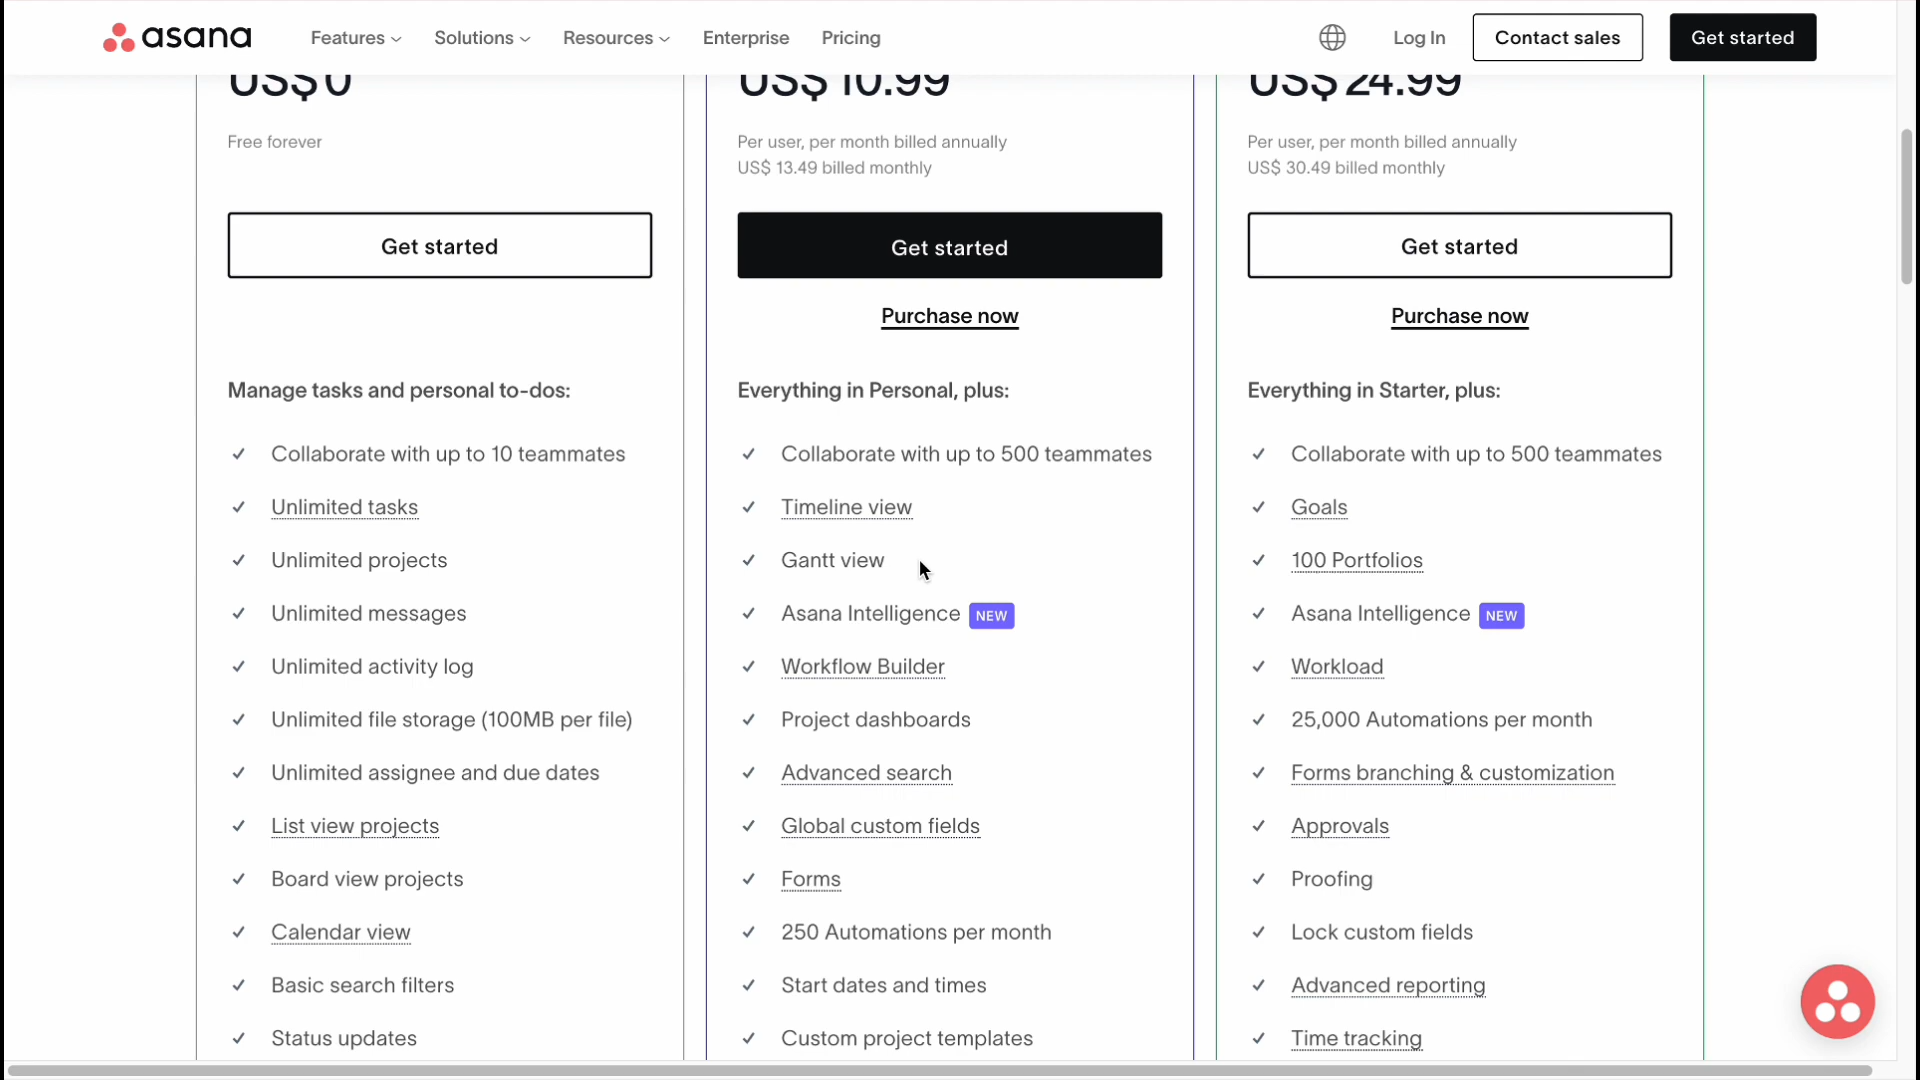 asana
Features
Solutions
Resources
Enterprise
Pricing
Log In
Contact sales
Get started
US$ 0
Free forever
Get started
Manage tasks and personal to-dos:
Collaborate with up to 10 teammates
Unlimited tasks
Unlimited projects
Unlimited messages
Unlimited activity log
Unlimited file storage (100MB per file)
Unlimited assignee and due dates
List view projects
Board view projects
Calendar view
Basic search filters
Status updates
US$ 10.99
Per user, per month billed annually
US$ 13.49 billed monthly
Get started
Purchase now
Everything in Personal, plus:
Collaborate with up to 500 teammates
Timeline view
Gantt view
Asana Intelligence NEW
Workflow Builder
Project dashboards
Advanced search
Global custom fields
Forms
250 Automations per month
Start dates and times
Custom project templates
US$ 24.99
Per user, per month billed annually
US$ 30.49 billed monthly
Get started
Purchase now
Everything in Starter, plus:
Collaborate with up to 500 teammates
Goals
100 Portfolios
Asana Intelligence NEW
Workload
25,000 Automations per month
Forms branching & customization
Approvals
Proofing
Lock custom fields
Advanced reporting
Time tracking